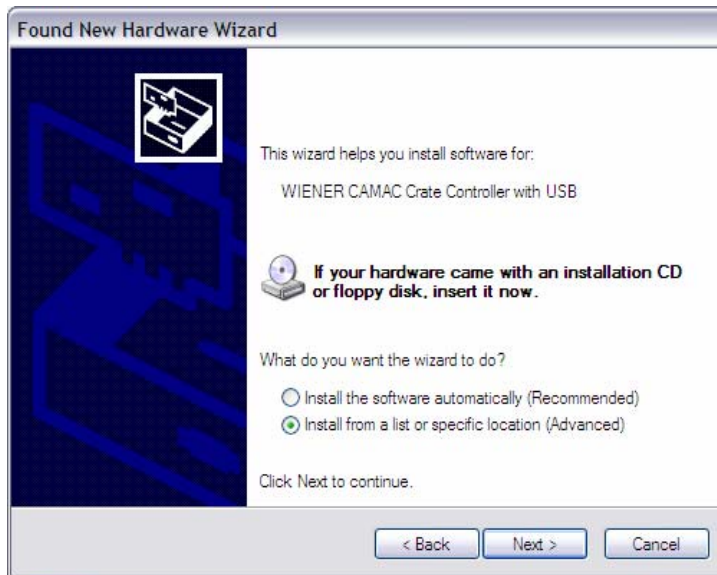 Found New Hardware Wizard
This wizard helps you install software for:
WIENER CAMAC Crate Controller with USB
If your hardware came with an installation CD
or floppy disk, insert it now.
What do you want the wizard to do?
Install the software automatically (Recommended)
Install from a list or specific location (Advanced)
Click Next to continue.
< Back
Next >
Cancel